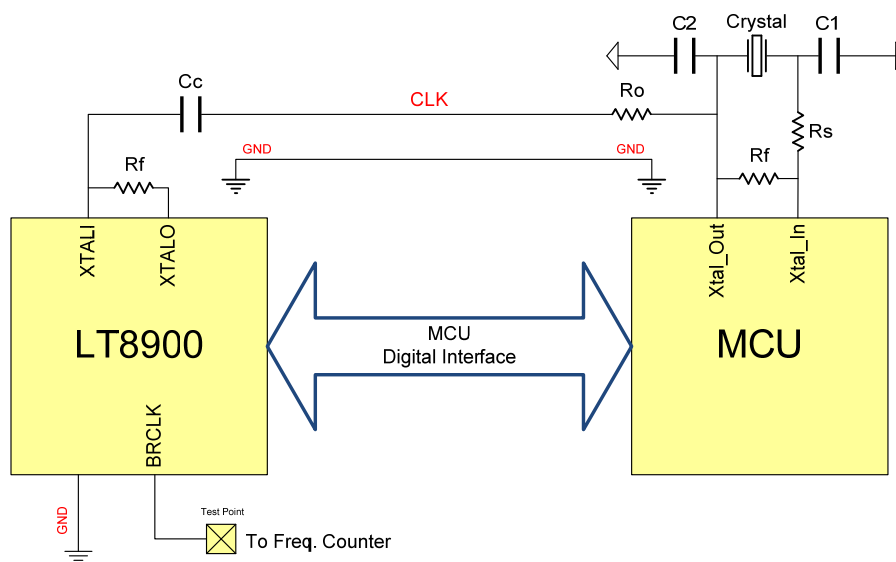 C2
Crystal
C1
Cc
CLK
Ro
Rs
GND
GND
Rf
Rf
XTALI
XTALO
Xtal_Out
Xtal_In
LT8900
MCU
Digital Interface
MCU
BRCLK
GND
Test Point
To Freq. Counter